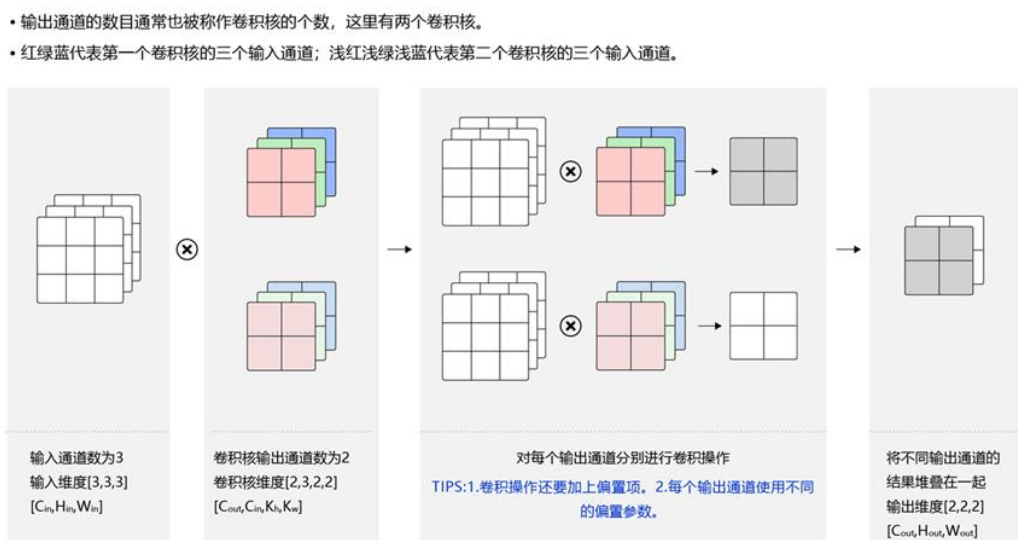 • 输出通道的数目通常也被称作卷积核的个数，这里有两个卷积核。
• 红绿蓝代表第一个卷积核的三个输入通道；浅红浅绿浅蓝代表第二个卷积核的三个输入通道。
输入通道数为3
输入维度[3,3,3]
[Cin,Hin,Win]
卷积核输出通道数为2
卷积核维度[2,3,2,2]
[Cout,Cin,Kh,Kw]
对每个输出通道分别进行卷积操作
TIPS:1.卷积操作还要加上偏置项。2.每个输出通道使用不同
的偏置参数。
将不同输出通道的
结果堆叠在一起
输出维度[2,2,2]
[Cout,Hout,Wout]